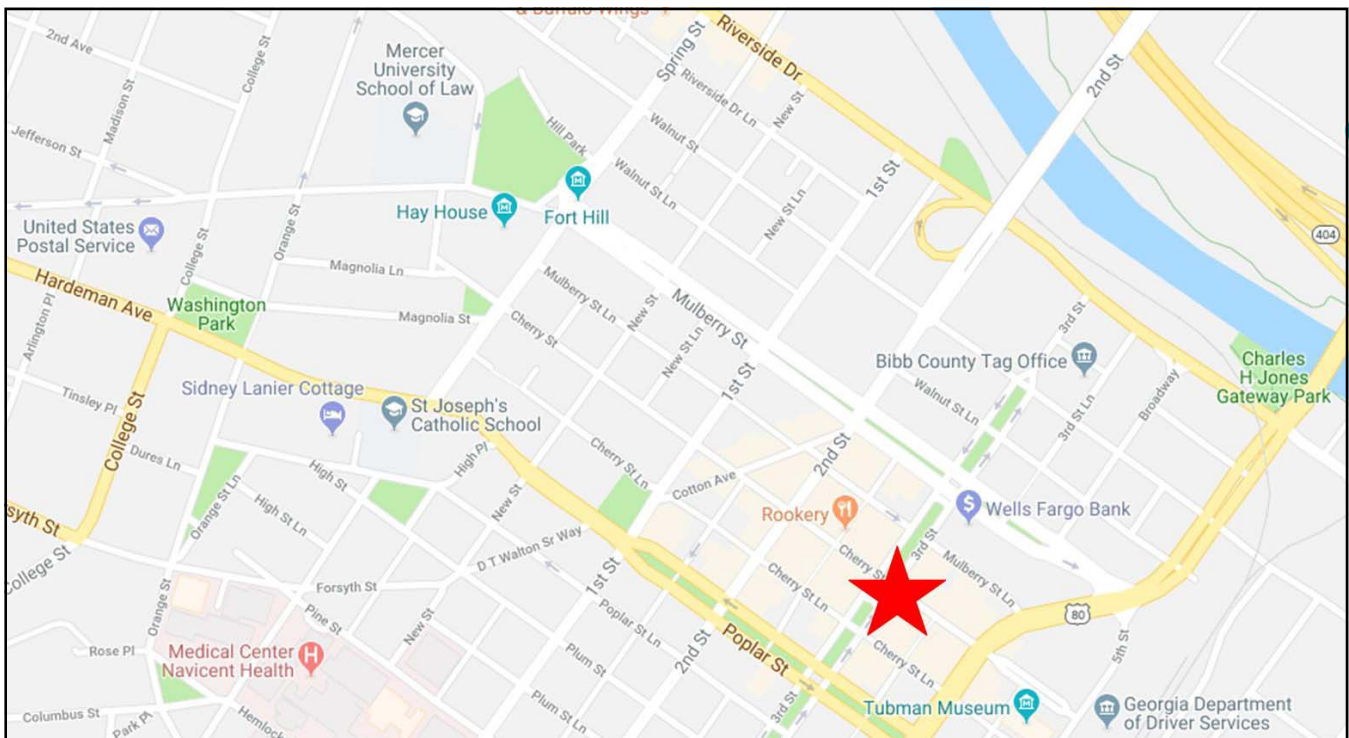 & Buffalo Wings
Riverside Dr
Spring St
2nd St
2nd Ave
College St
Madison St
Mercer
University
School of Law
Riverside Dr Ln
New St
Jefferson St
Hill Park
Walnut St
Walnut St Ln
1st St
Hay House
Fort Hill
New St Ln
United States
Postal Service
College St
Orange St
404
Magnolia Ln
Hardeman Ave
Washington
Park
Mulberry St Ln
New St
Mulberry St
3rd St
Magnolia St
Cherry St
New St Ln
Arlington Pl
Bibb County Tag Office
Charles
H Jones
Gateway Park
Tinsley Pl
Sidney Lanier Cottage
1st St
Walnut St Ln
3rd St Ln
Broadway
College St
St Joseph's
Catholic School
Dures Ln
High St
High Pl
Cherry St Ln
2nd St
Cotton Ave
Orange St Ln
High St Ln
New St
Rookery
Wells Fargo Bank
syth St
College St
D T Walton Sr Way
3rd St
Cherry St
Mulberry St Ln
Forsyth St
1st St
Cherry St Ln
Orange St
Pine St
New St
Poplar St Ln
80
Rose Pl
Medical Center
Navicent Health
Plum St
2nd St
Poplar St
Cherry St Ln
5th St
Columbus St
Park Pl
Hemlock
Plum St Ln
3rd St
Tubman Museum
Georgia Department
of Driver Services